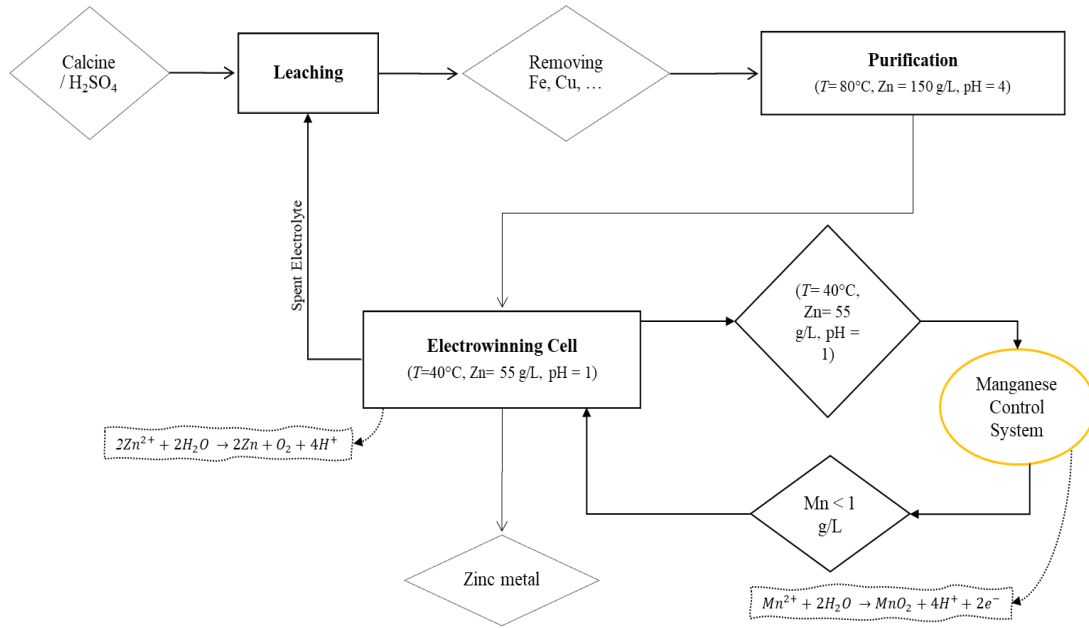 Calcine
/ H₂SO₄
Leaching
Removing
Fe, Cu, …
Purification
(T= 80°C, Zn = 150 g/L, pH = 4)
Spent Electrolyte
Electrowinning Cell
(T=40°C, Zn= 55 g/L, pH = 1)
(T= 40°C,
Zn= 55
g/L, pH =
1)
Manganese
Control
System
2Zn²⁺ + 2H₂O → 2Zn + O₂ + 4H⁺
Mn < 1
g/L
Zinc metal
Mn²⁺ + 2H₂O → MnO₂ + 4H⁺ + 2e⁻